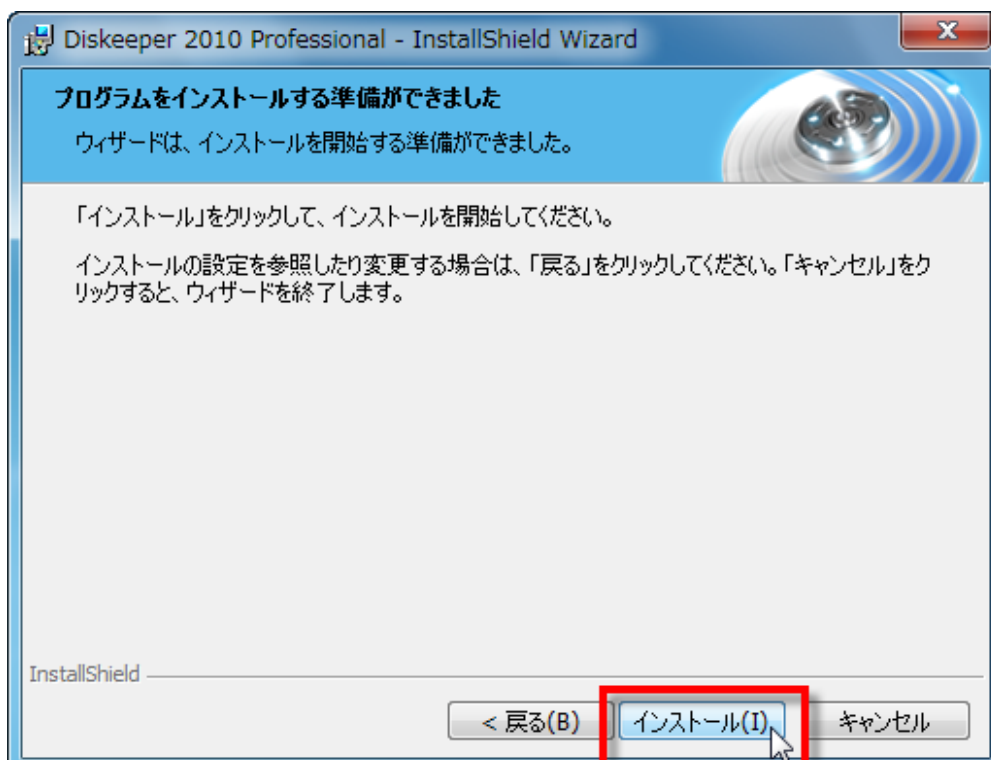 Diskeeper 2010 Professional - InstallShield Wizard
プログラムをインストールする準備ができました
ウィザードは、インストールを開始する準備ができました。
「インストール」をクリックして、インストールを開始してください。
インストールの設定を参照したり変更する場合は、「戻る」をクリックしてください。「キャンセル」をク
リックすると、ウィザードを終了します。
InstallShield
< 戻る(B)
インストール(I)
キャンセル